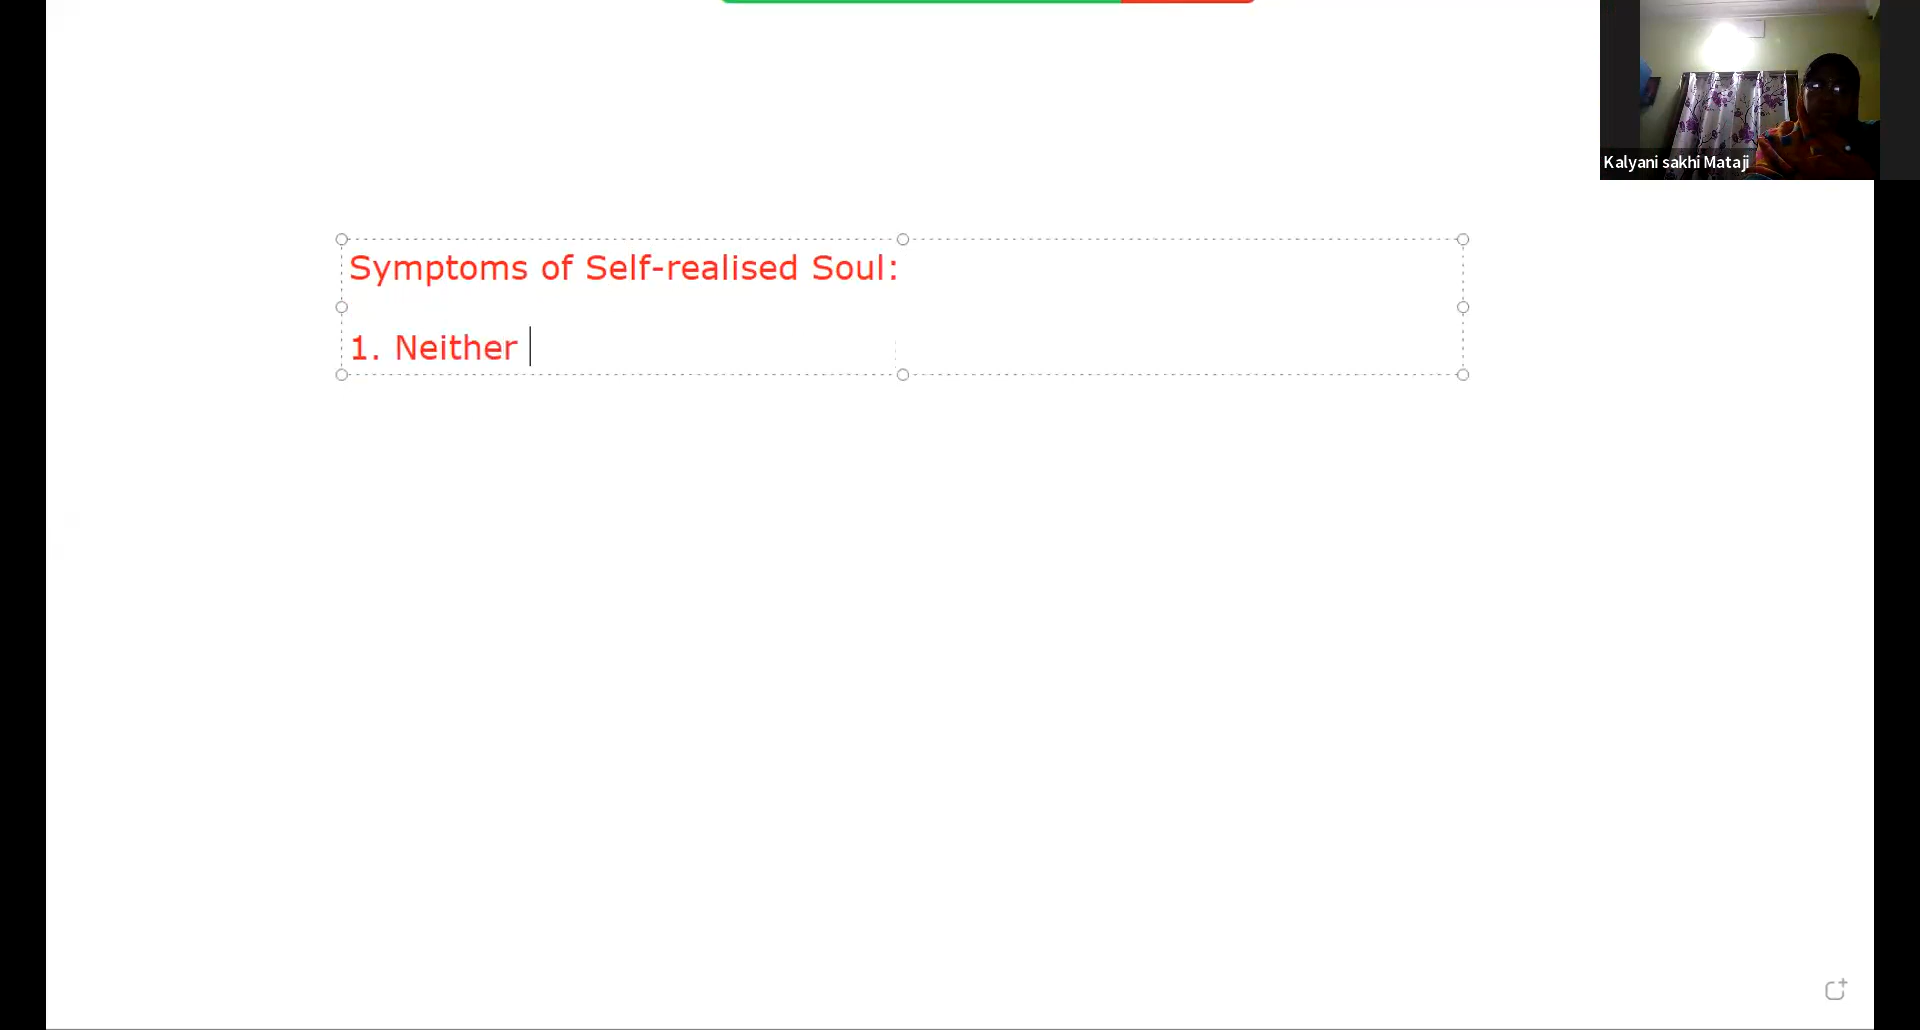 Kalyani sakhi Mataji
Symptoms of Self-realised Soul:
1. Neither